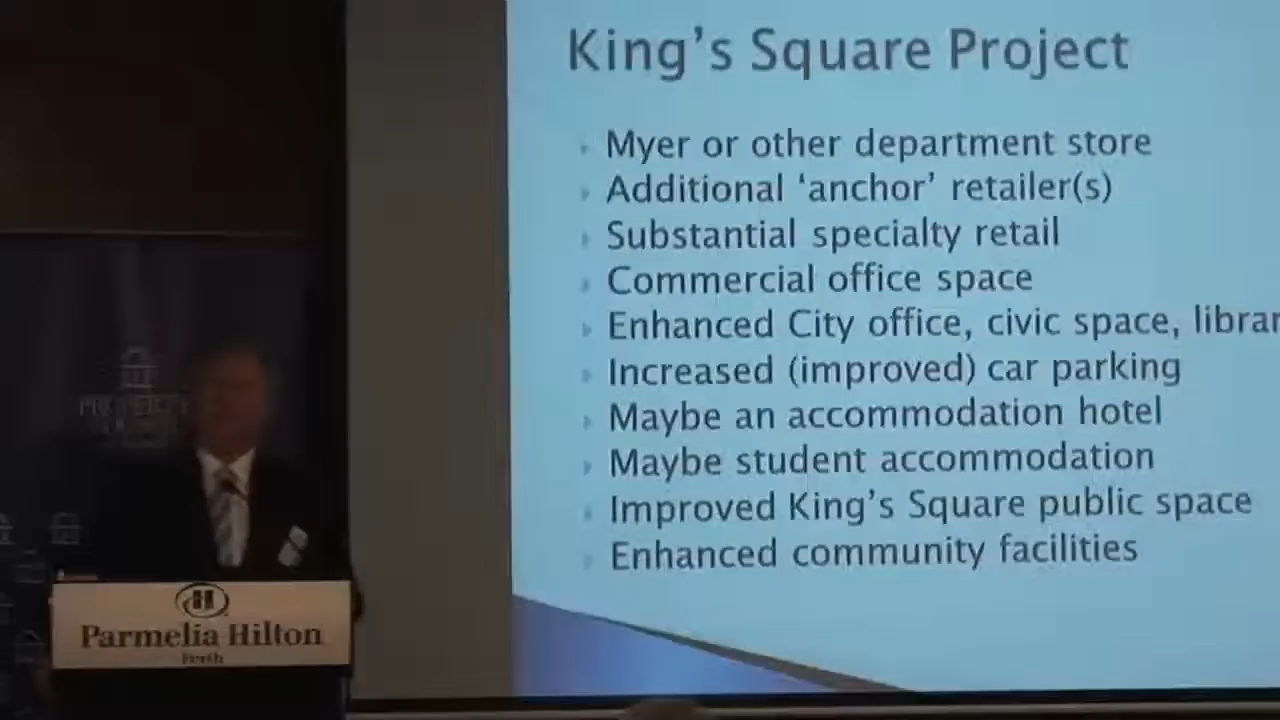 King's Square Project
Myer or other department store
Additional 'anchor' retailer(s)
Substantial specialty retail
Commercial office space
Enhanced City office, civic space, librar
Increased (improved) car parking
Maybe an accommodation hotel
Maybe student accommodation
Improved King's Square public space
Enhanced community facilities
PROPERTY
H
Parmelia Hilton
Perth